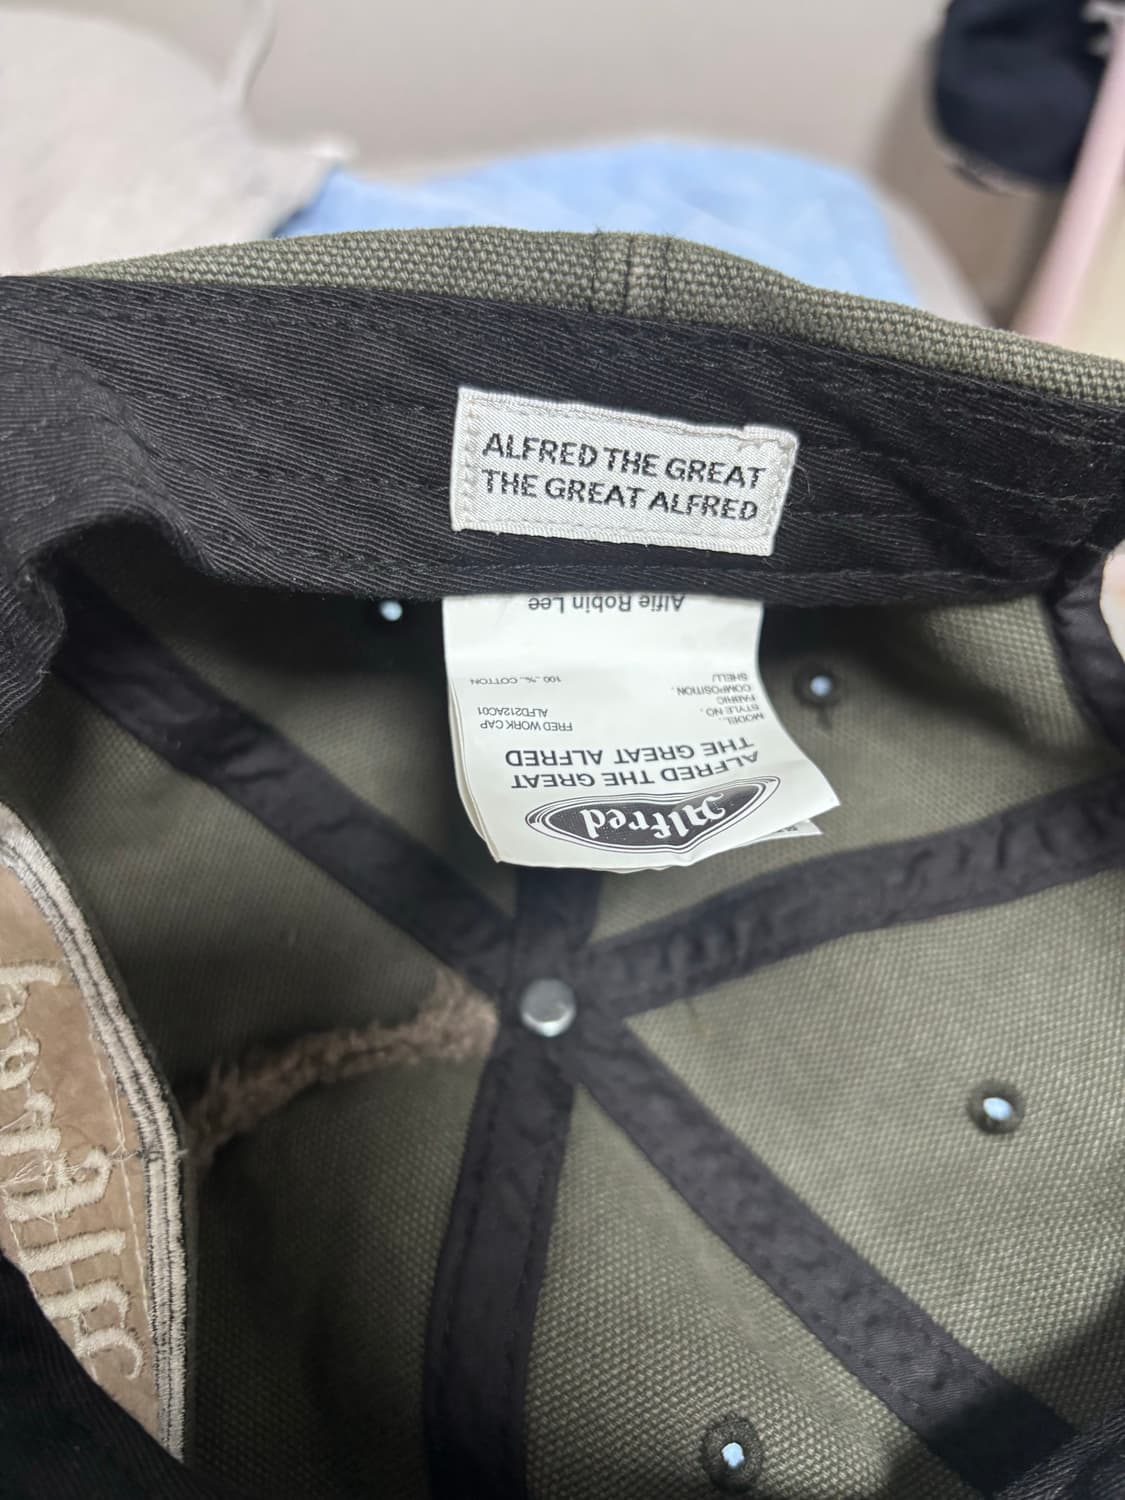 ALFRED THE GREAT
THE GREAT ALFRED
Alfred
ALFRED THE GREAT
THE GREAT ALFRED
MODEL.. FRED WORK CAP
STYLE NO. ALFD212AC01
FABRIC
COMPOSITION.
SHELL/ 100..%.. COTTON
Alfie Robin Lee